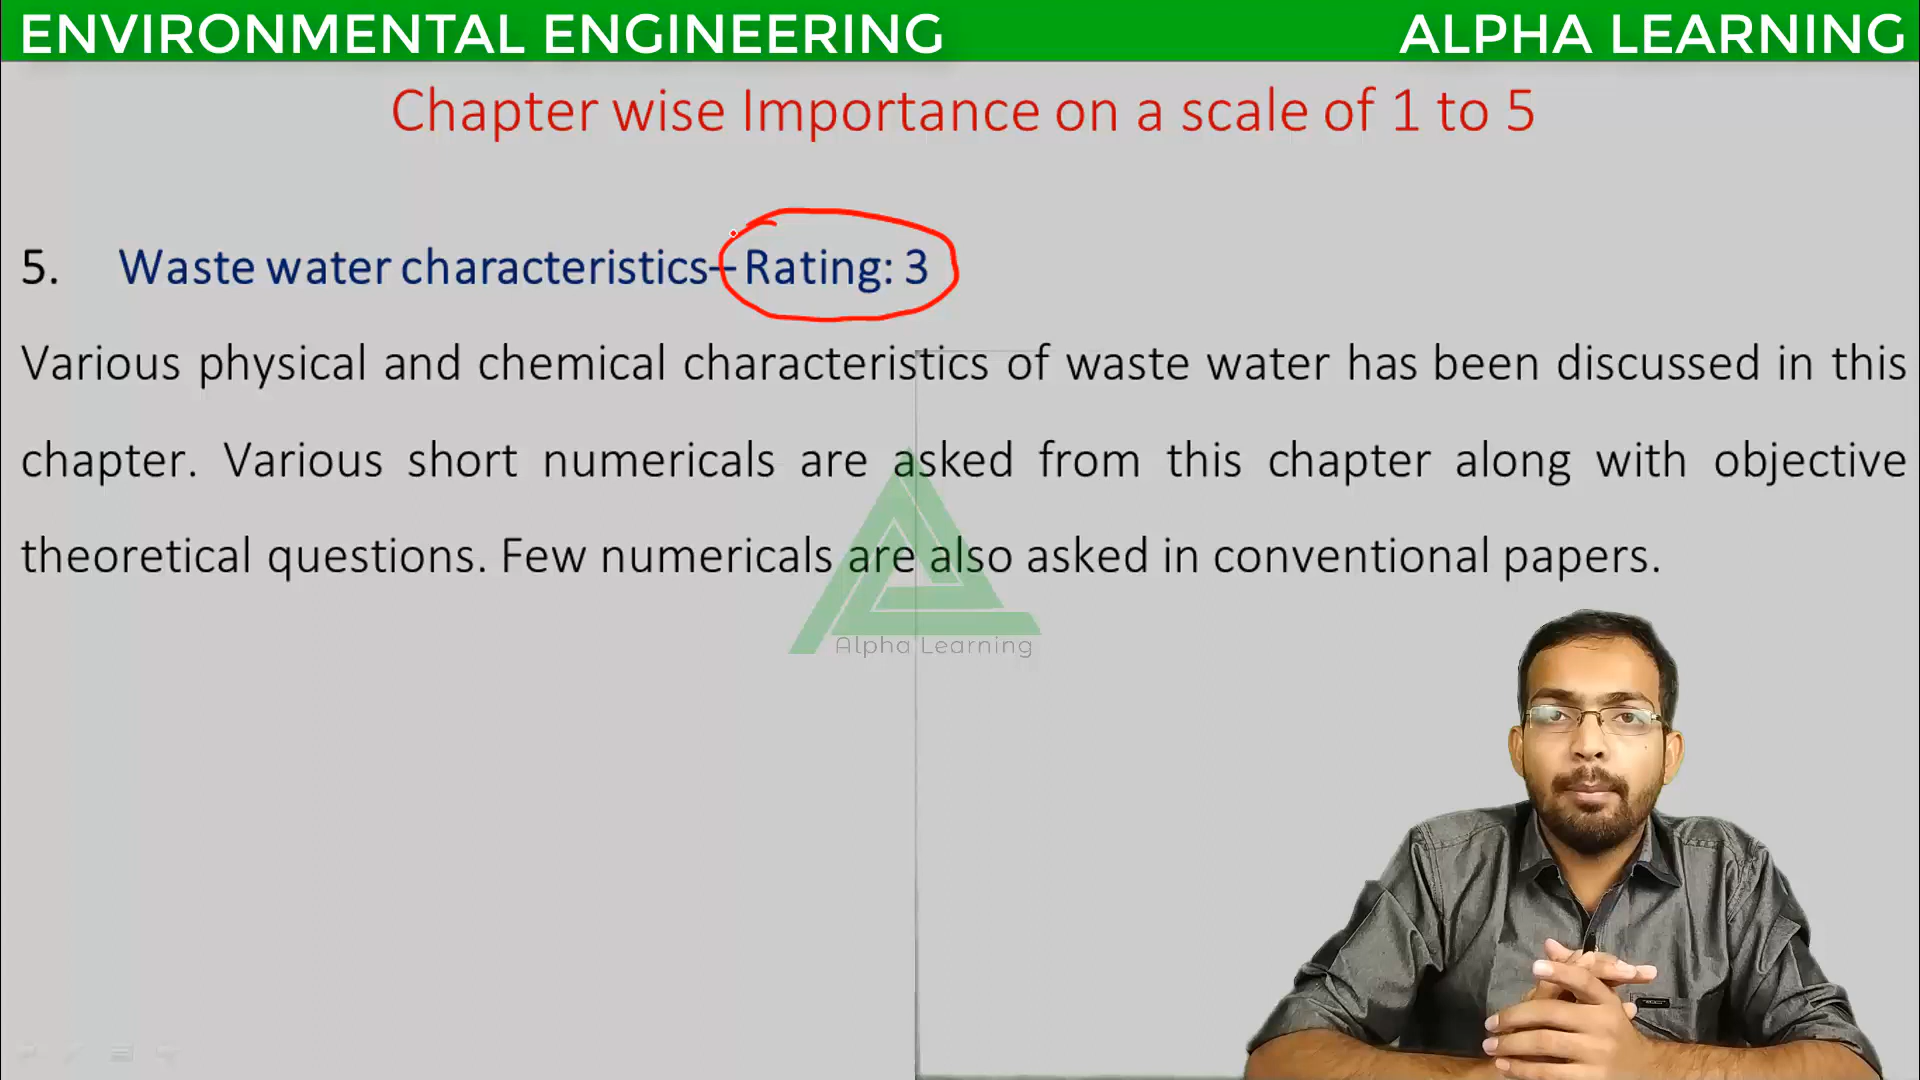 ENVIRONMENTAL ENGINEERING
ALPHA LEARNING
Chapter wise Importance on a scale of 1 to 5
5. Waste water characteristics– Rating: 3
Various physical and chemical characteristics of waste water has been discussed in this
chapter. Various short numericals are asked from this chapter along with objective
theoretical questions. Few numericals are also asked in conventional papers.
Alpha Learning